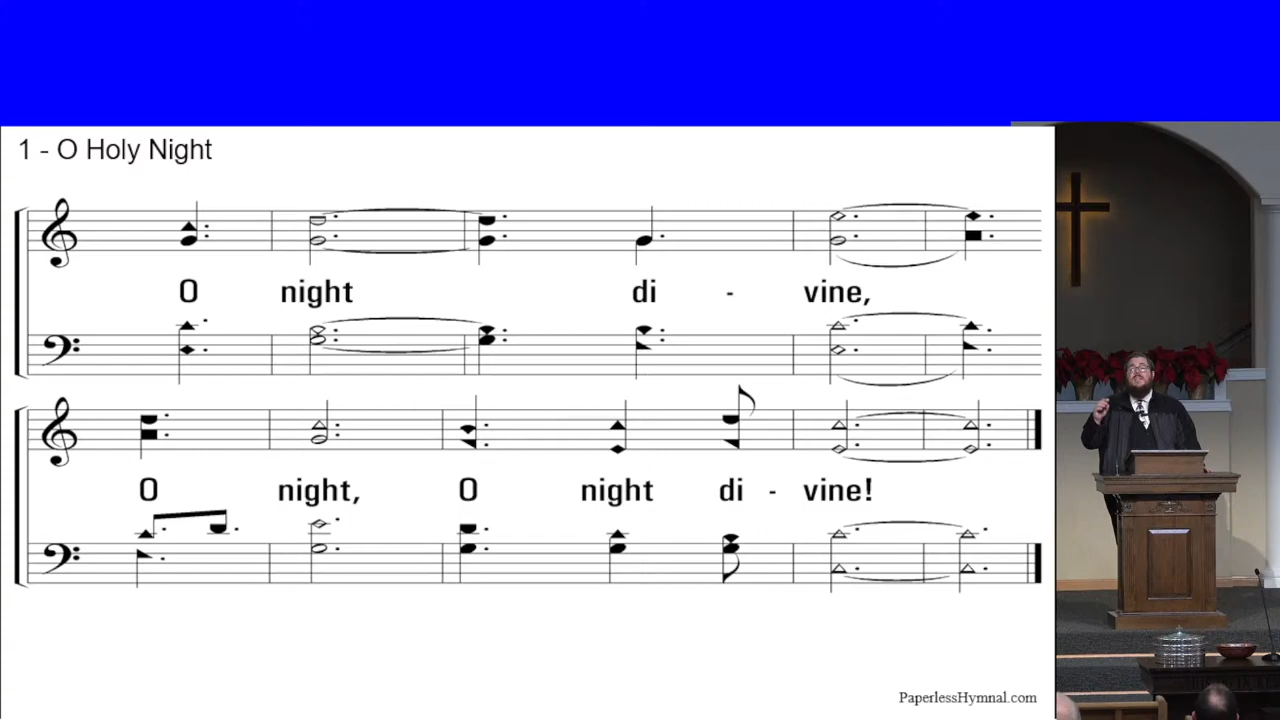 1 - O Holy Night
O night di - vine,
O night, O night di - vine!
PaperlessHymnal.com